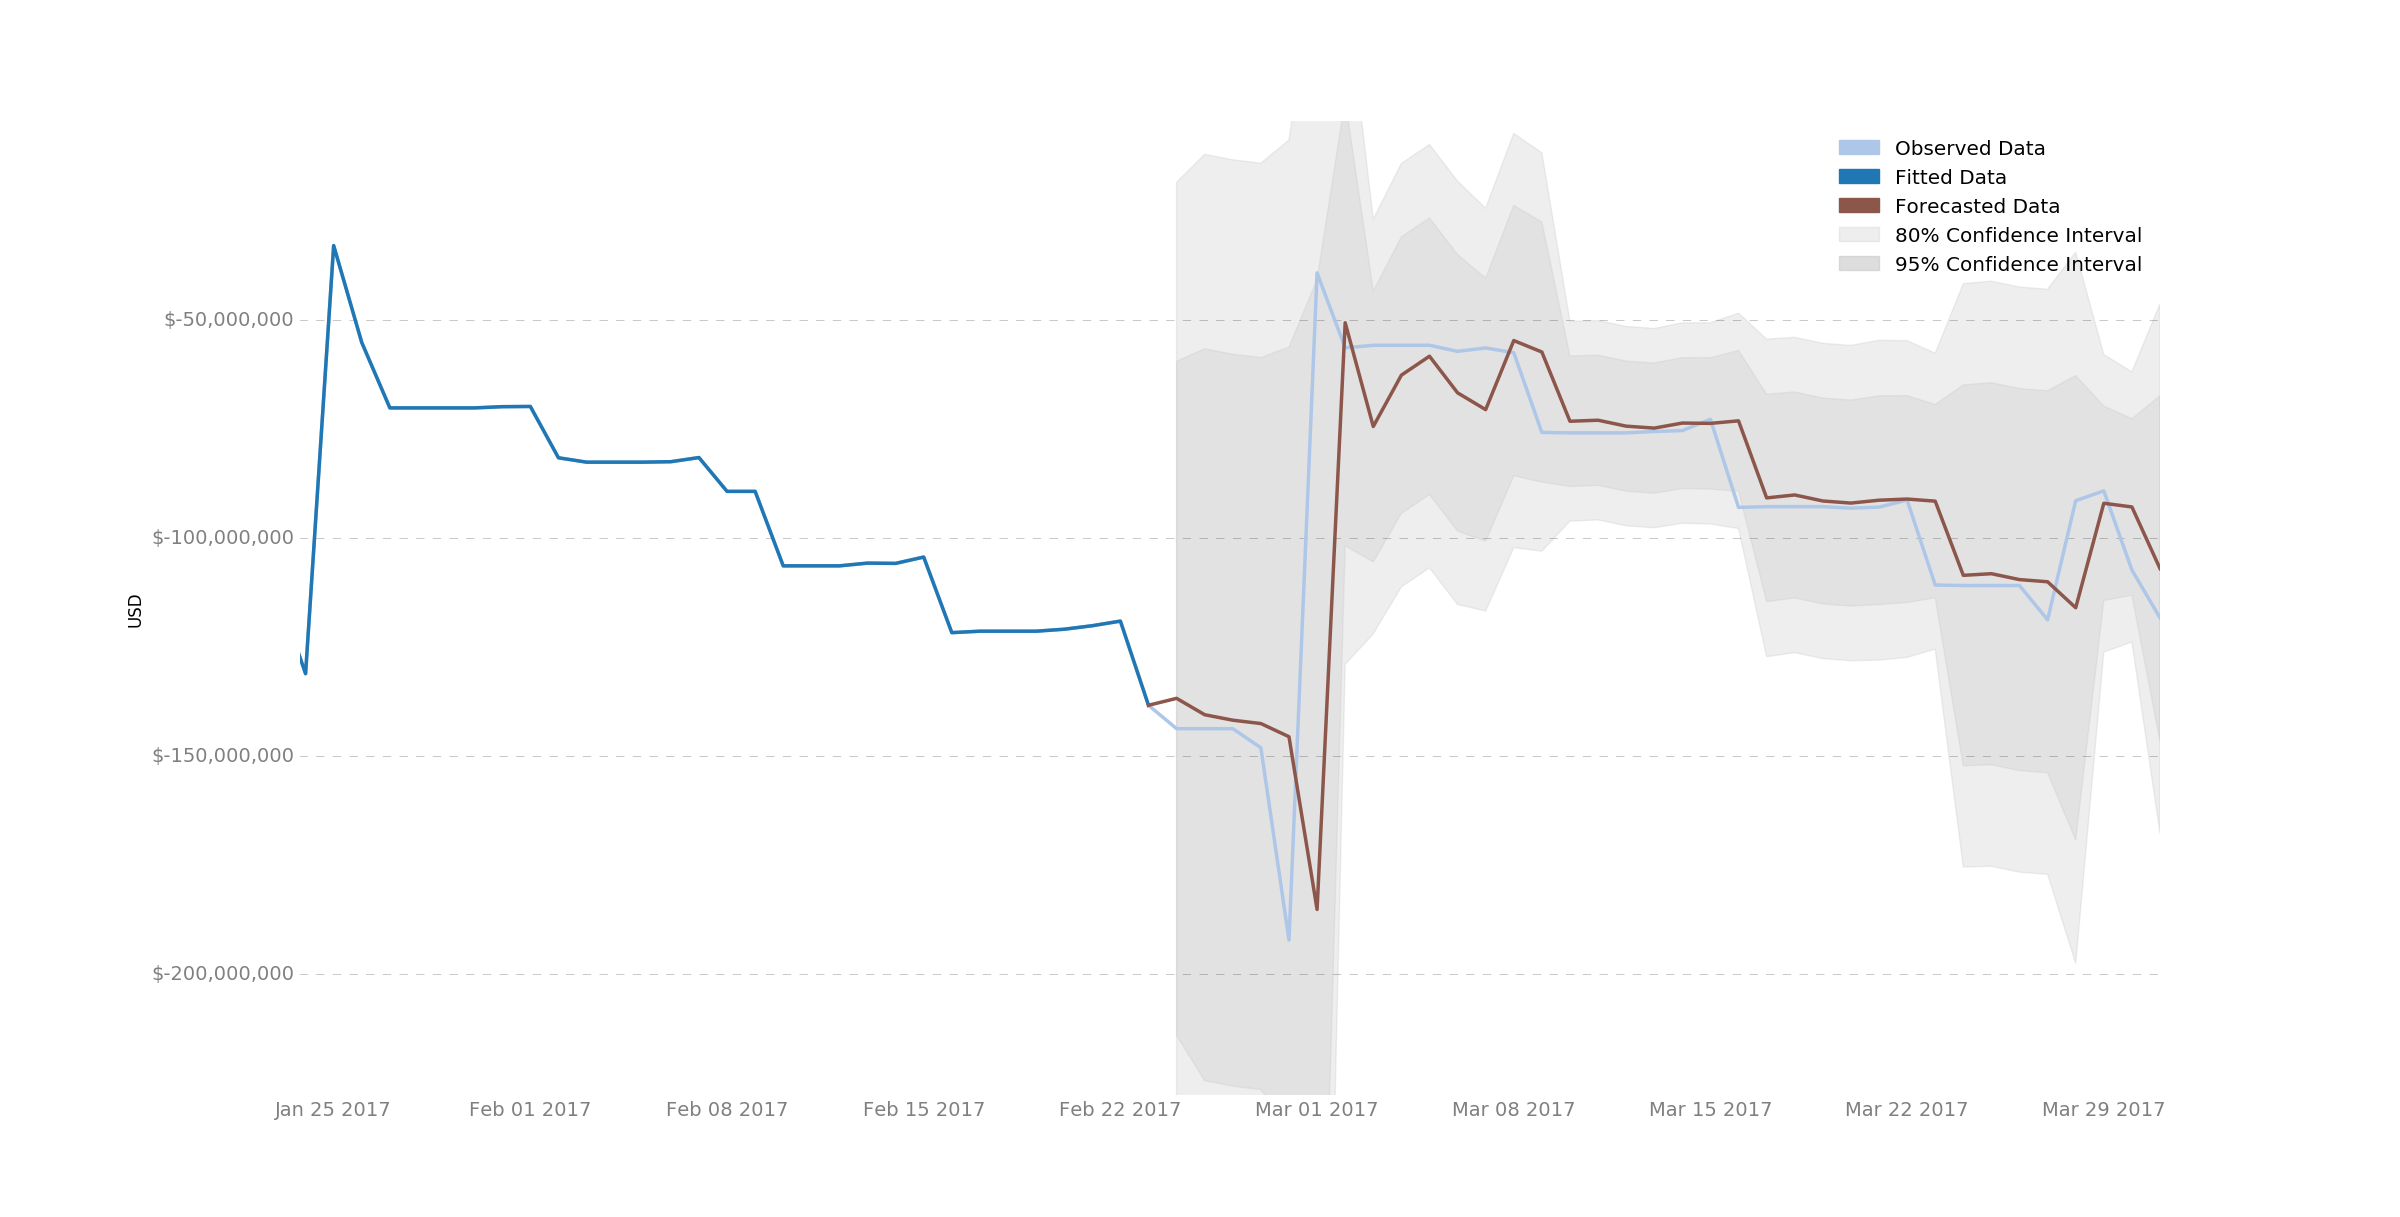 Observed Data
Fitted Data
Forecasted Data
80% Confidence Interval
95% Confidence Interval
$-50,000,000
$-100,000,000
USD
$-150,000,000
$-200,000,000
Jan 25 2017 Feb 01 2017 Feb 08 2017 Feb 15 2017 Feb 22 2017 Mar 01 2017 Mar 08 2017 Mar 15 2017 Mar 22 2017 Mar 29 2017